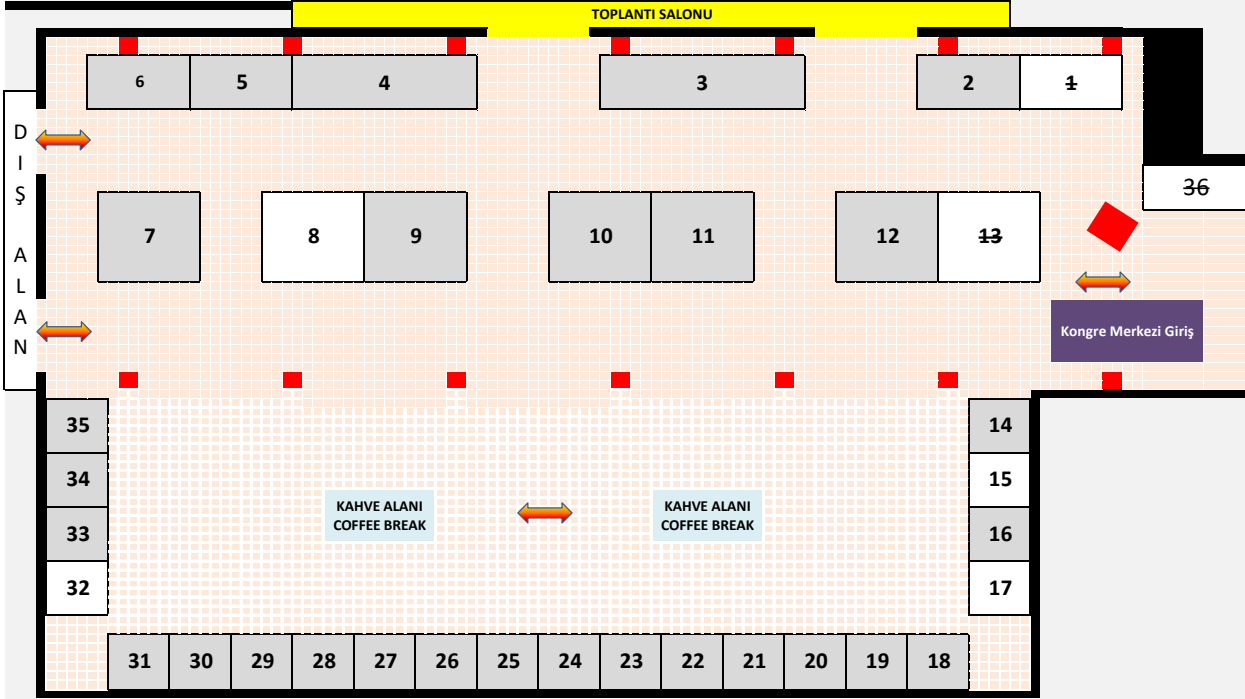 TOPLANTI SALONU
6
5
4
3
2
1
D
I
Ş
A
L
A
N
36
7
8
9
10
11
12
13
Kongre Merkezi Giriş
35
14
34
15
KAHVE ALANI
COFFEE BREAK
KAHVE ALANI
COFFEE BREAK
33
16
32
17
31
30
29
28
27
26
25
24
23
22
21
20
19
18